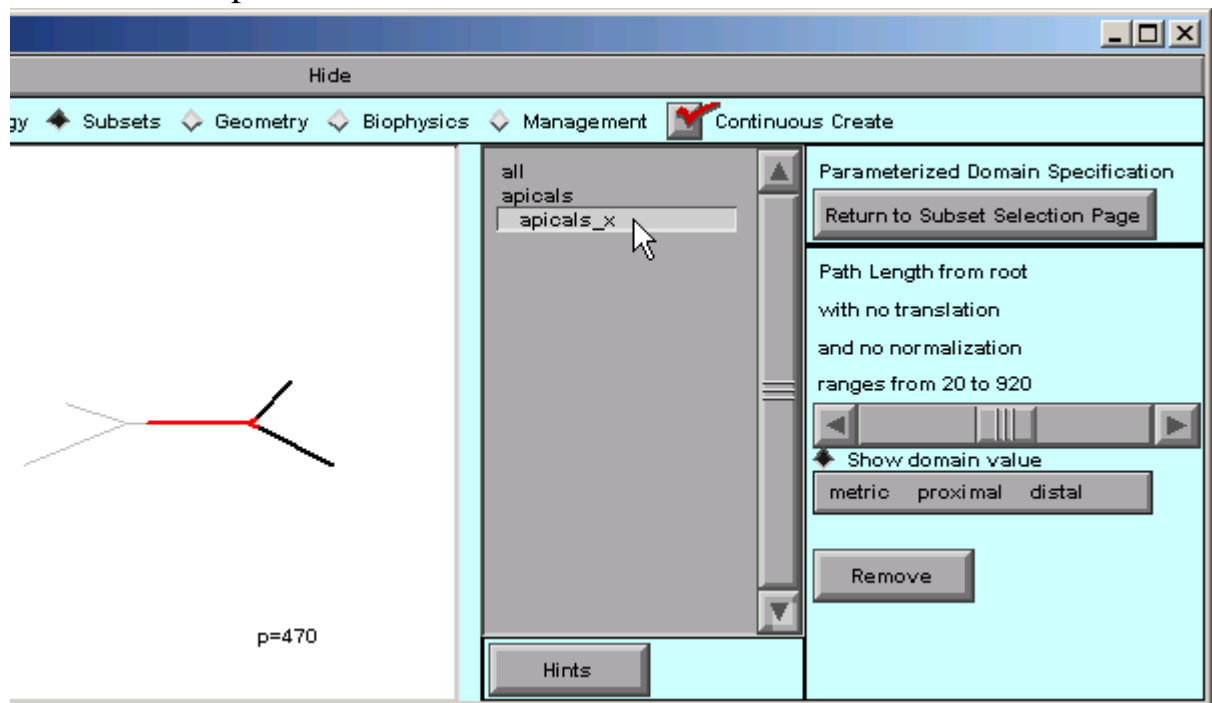 Hide
gy Subsets Geometry Biophysics Management Continuous Create
all
apicals
apicals_x
Parameterized Domain Specification
Return to Subset Selection Page
Path Length from root
with no translation
and no normalization
ranges from 20 to 920
Show domain value
metric proximal distal
Remove
p=470
Hints